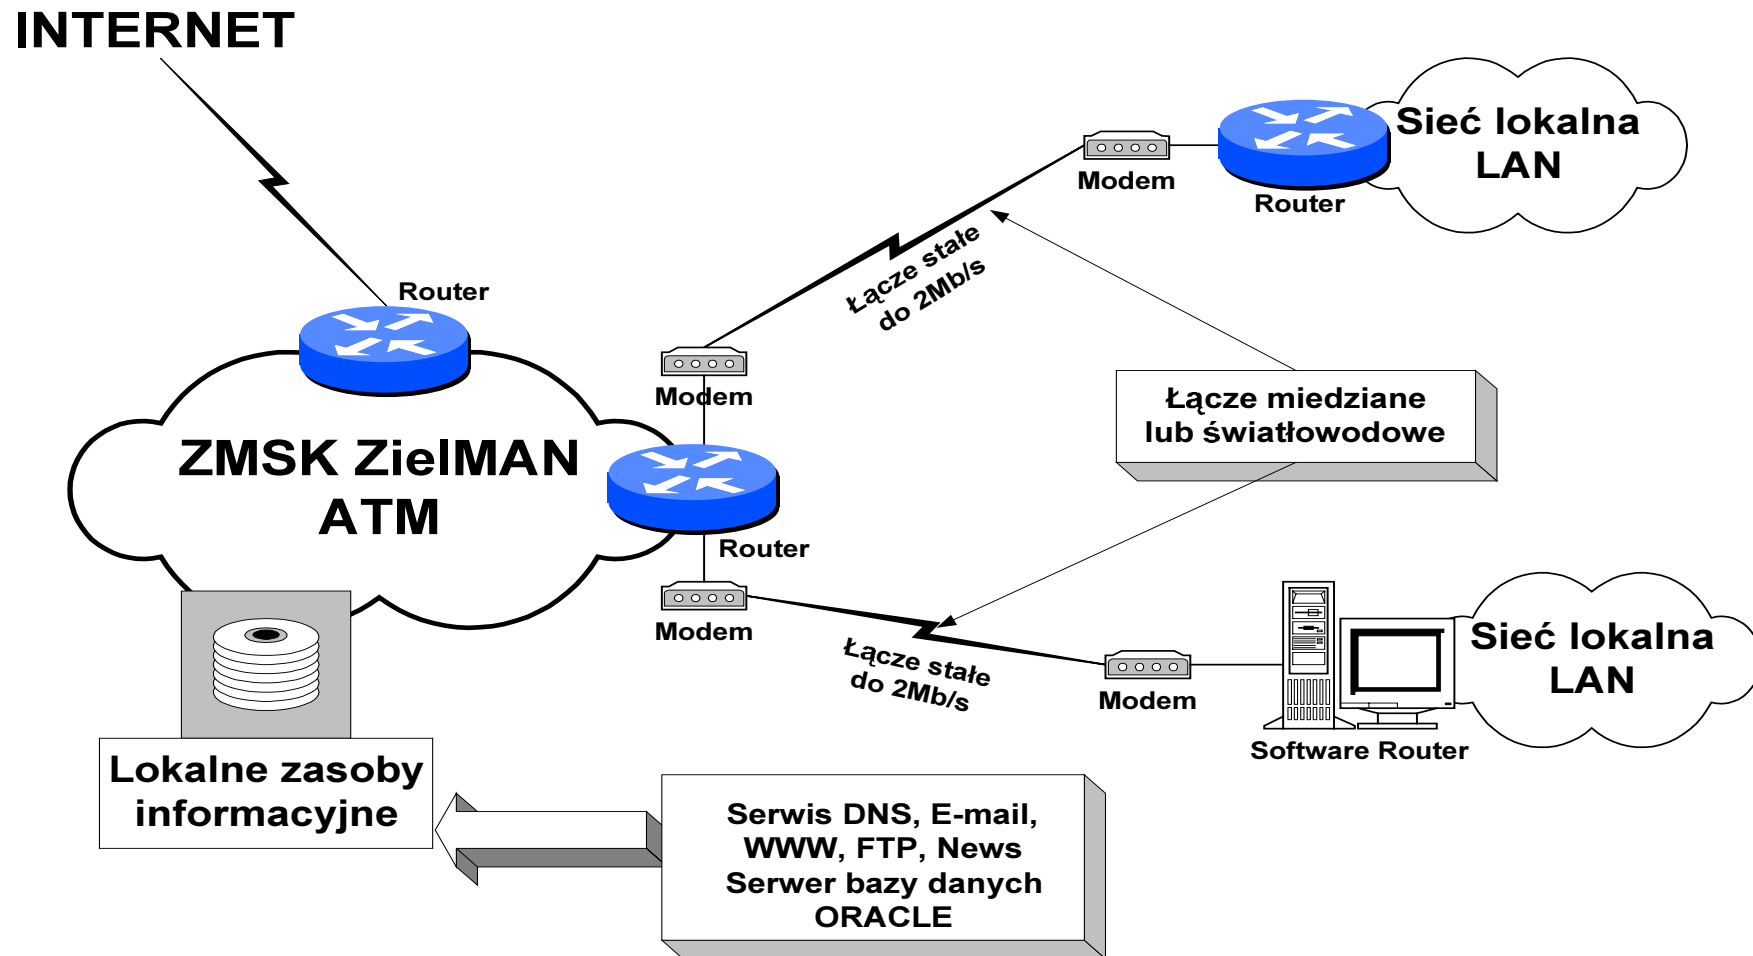 INTERNET
Sieć lokalna
LAN
Modem
Router
Łącze stałe
do 2Mb/s
Router
Modem
Łącze miedziane
lub światłowodowe
ZMSK ZielMAN
ATM
Router
Modem
Łącze stałe
do 2Mb/s
Modem
Sieć lokalna
LAN
Software Router
Lokalne zasoby
informacyjne
Serwis DNS, E-mail,
WWW, FTP, News
Serwer bazy danych
ORACLE